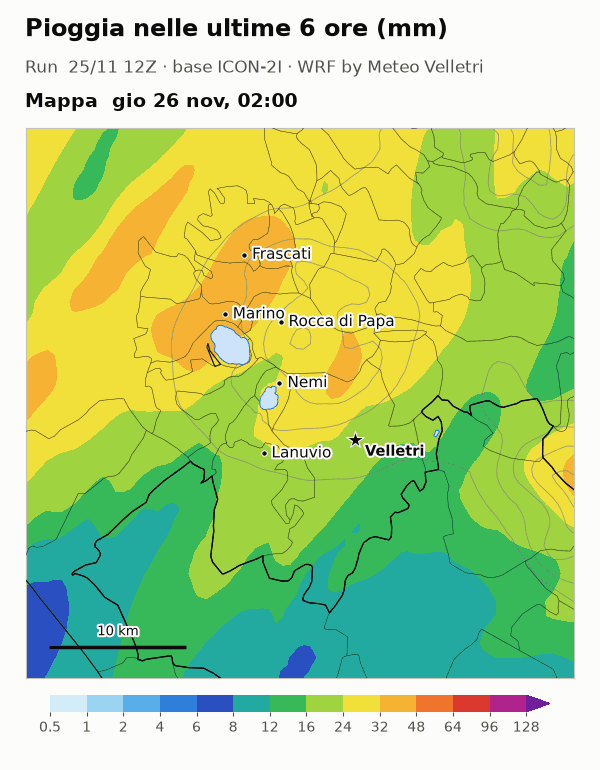 Pioggia nelle ultime 6 ore (mm)
Run  25/11 12Z · base ICON-2I · WRF by Meteo Velletri
Mappa  gio 26 nov, 02:00
Frascati
Marino
Rocca di Papa
Nemi
Velletri
Lanuvio
10 km
0.5 1 2 4 6 8 12 16 24 32 48 64 96 128